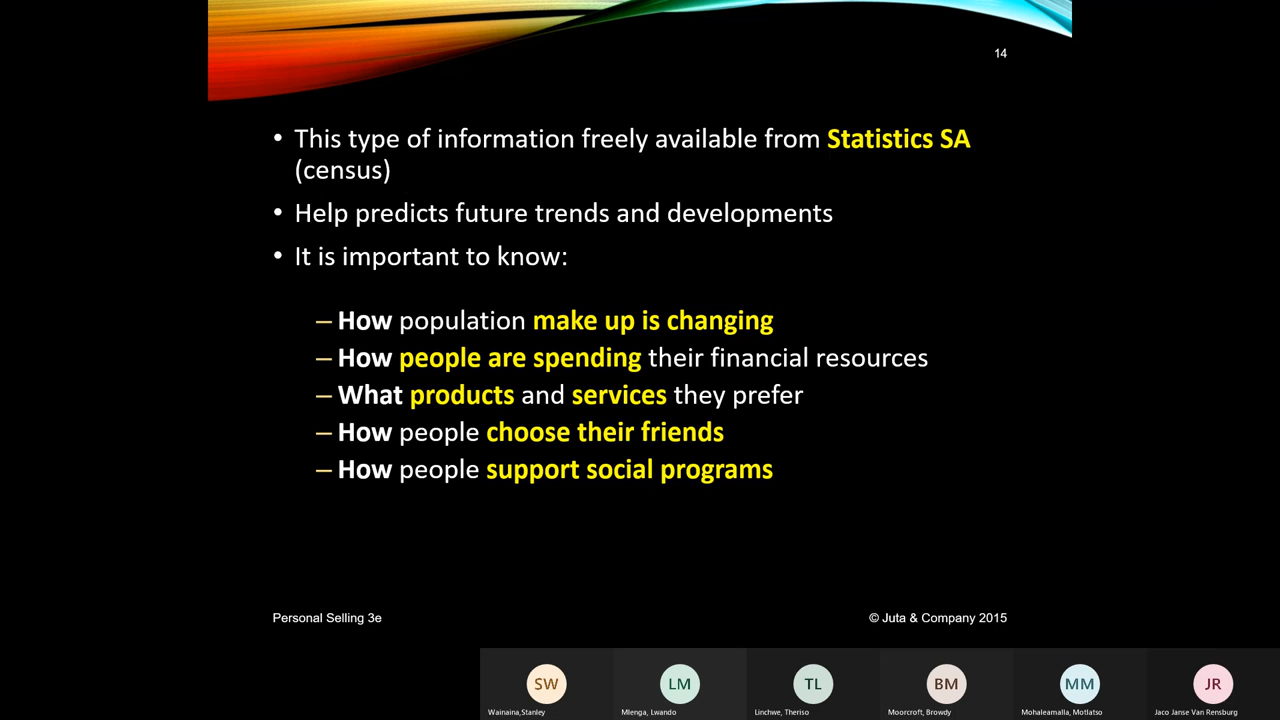 14
• This type of information freely available from Statistics SA
(census)
• Help predicts future trends and developments
• It is important to know:
– How population make up is changing
– How people are spending their financial resources
– What products and services they prefer
– How people choose their friends
– How people support social programs
Personal Selling 3e
© Juta & Company 2015
SW
LM
TL
BM
MM
JR
Wainaina,Stanley
Mlenga, Lwando
Linchwe, Theriso
Moorcroft, Browdy
Mohaleamalla, Motlatso
Jaco Janse Van Rensburg